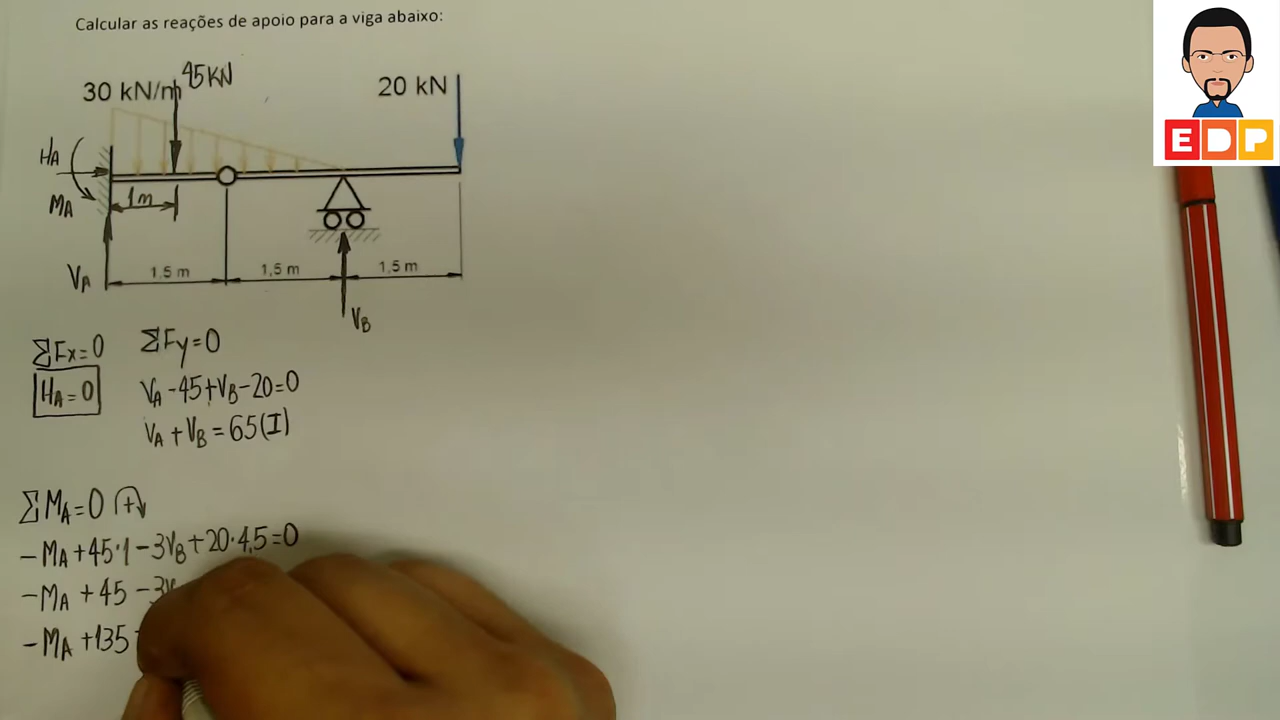 Calcular as reações de apoio para a viga abaixo:
45KN
30 kN/m
20 kN
HA
MA
1m
VA
1.5 m
1,5 m
1,5 m
VB
ΣFx=0
ΣFy=0
HA=0
VA-45+VB-20=0
VA+VB=65(I)
ΣMA=0 (+
-MA+45·1-3VB+20·4,5=0
-MA+45-3V
-MA+135
EDP